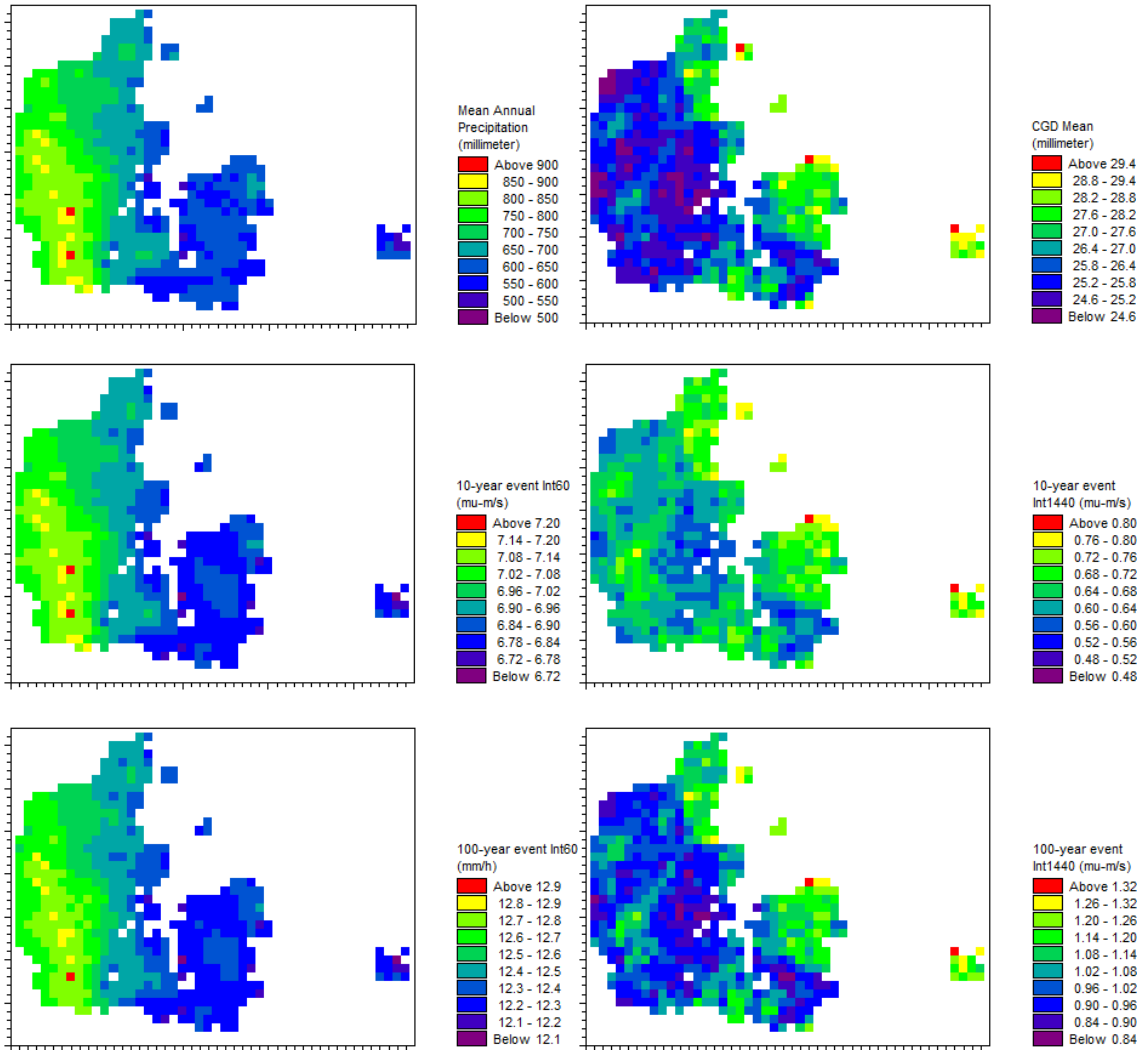 Mean Annual
Precipitation
(millimeter)
Above 900
850 - 900
800 - 850
750 - 800
700 - 750
650 - 700
600 - 650
550 - 600
500 - 550
Below 500
CGD Mean
(millimeter)
Above 29.4
28.8 - 29.4
28.2 - 28.8
27.6 - 28.2
27.0 - 27.6
26.4 - 27.0
25.8 - 26.4
25.2 - 25.8
24.6 - 25.2
Below 24.6
10-year event Int60
(mu-m/s)
Above 7.20
7.14 - 7.20
7.08 - 7.14
7.02 - 7.08
6.96 - 7.02
6.90 - 6.96
6.84 - 6.90
6.78 - 6.84
6.72 - 6.78
Below 6.72
10-year event
Int1440 (mu-m/s)
Above 0.80
0.76 - 0.80
0.72 - 0.76
0.68 - 0.72
0.64 - 0.68
0.60 - 0.64
0.56 - 0.60
0.52 - 0.56
0.48 - 0.52
Below 0.48
100-year event Int60
(mm/h)
Above 12.9
12.8 - 12.9
12.7 - 12.8
12.6 - 12.7
12.5 - 12.6
12.4 - 12.5
12.3 - 12.4
12.2 - 12.3
12.1 - 12.2
Below 12.1
100-year event
Int1440 (mu-m/s)
Above 1.32
1.26 - 1.32
1.20 - 1.26
1.14 - 1.20
1.08 - 1.14
1.02 - 1.08
0.96 - 1.02
0.90 - 0.96
0.84 - 0.90
Below 0.84